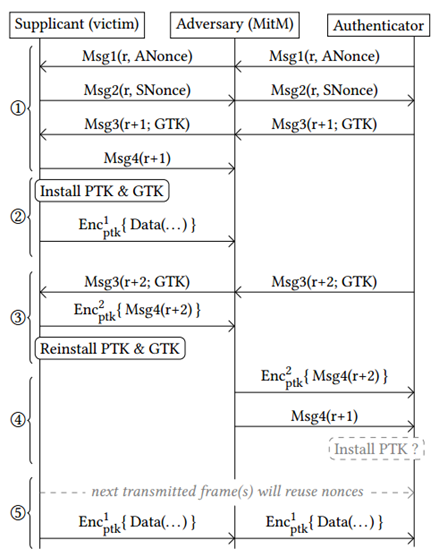 Supplicant (victim) Adversary (MitM) Authenticator
Msg1(r, ANonce) Msg1(r, ANonce)
① Msg2(r, SNonce) Msg2(r, SNonce)
Msg3(r+1; GTK) Msg3(r+1; GTK)
Msg4(r+1)
Install PTK & GTK
② Enc¹ptk{ Data(…) }
Msg3(r+2; GTK) Msg3(r+2; GTK)
③ Enc²ptk{ Msg4(r+2) }
Reinstall PTK & GTK
Enc²ptk{ Msg4(r+2) }
④ Msg4(r+1)
Install PTK ?
next transmitted frame(s) will reuse nonces
⑤ Enc¹ptk{ Data(…) } Enc¹ptk{ Data(…) }